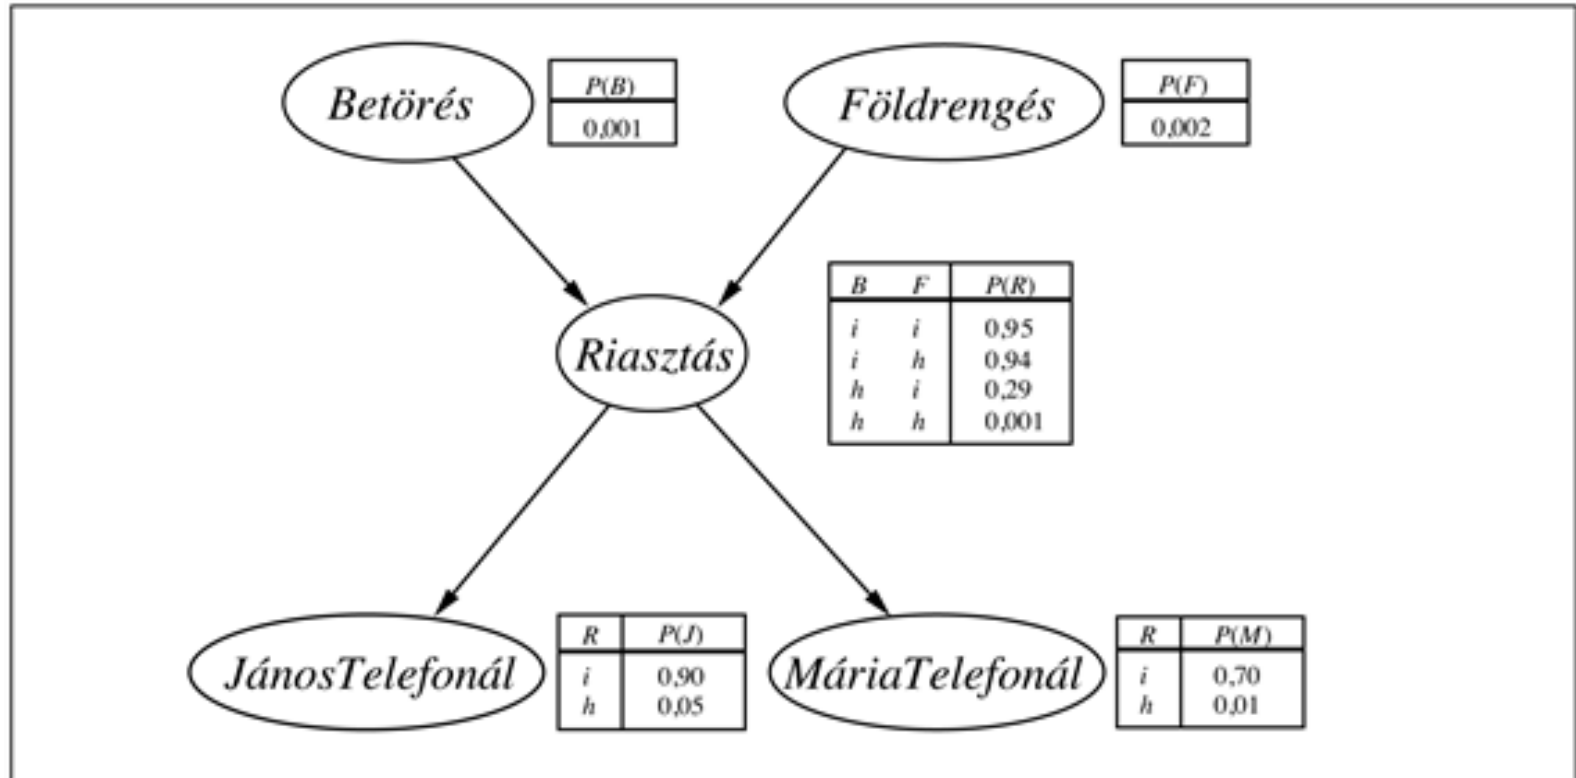 Betörés
P(B)
0,001
Földrengés
P(F)
0,002
Riasztás
B F P(R)
i i 0,95
i h 0,94
h i 0,29
h h 0,001
JánosTelefonál
R P(J)
i 0,90
h 0,05
MáriaTelefonál
R P(M)
i 0,70
h 0,01